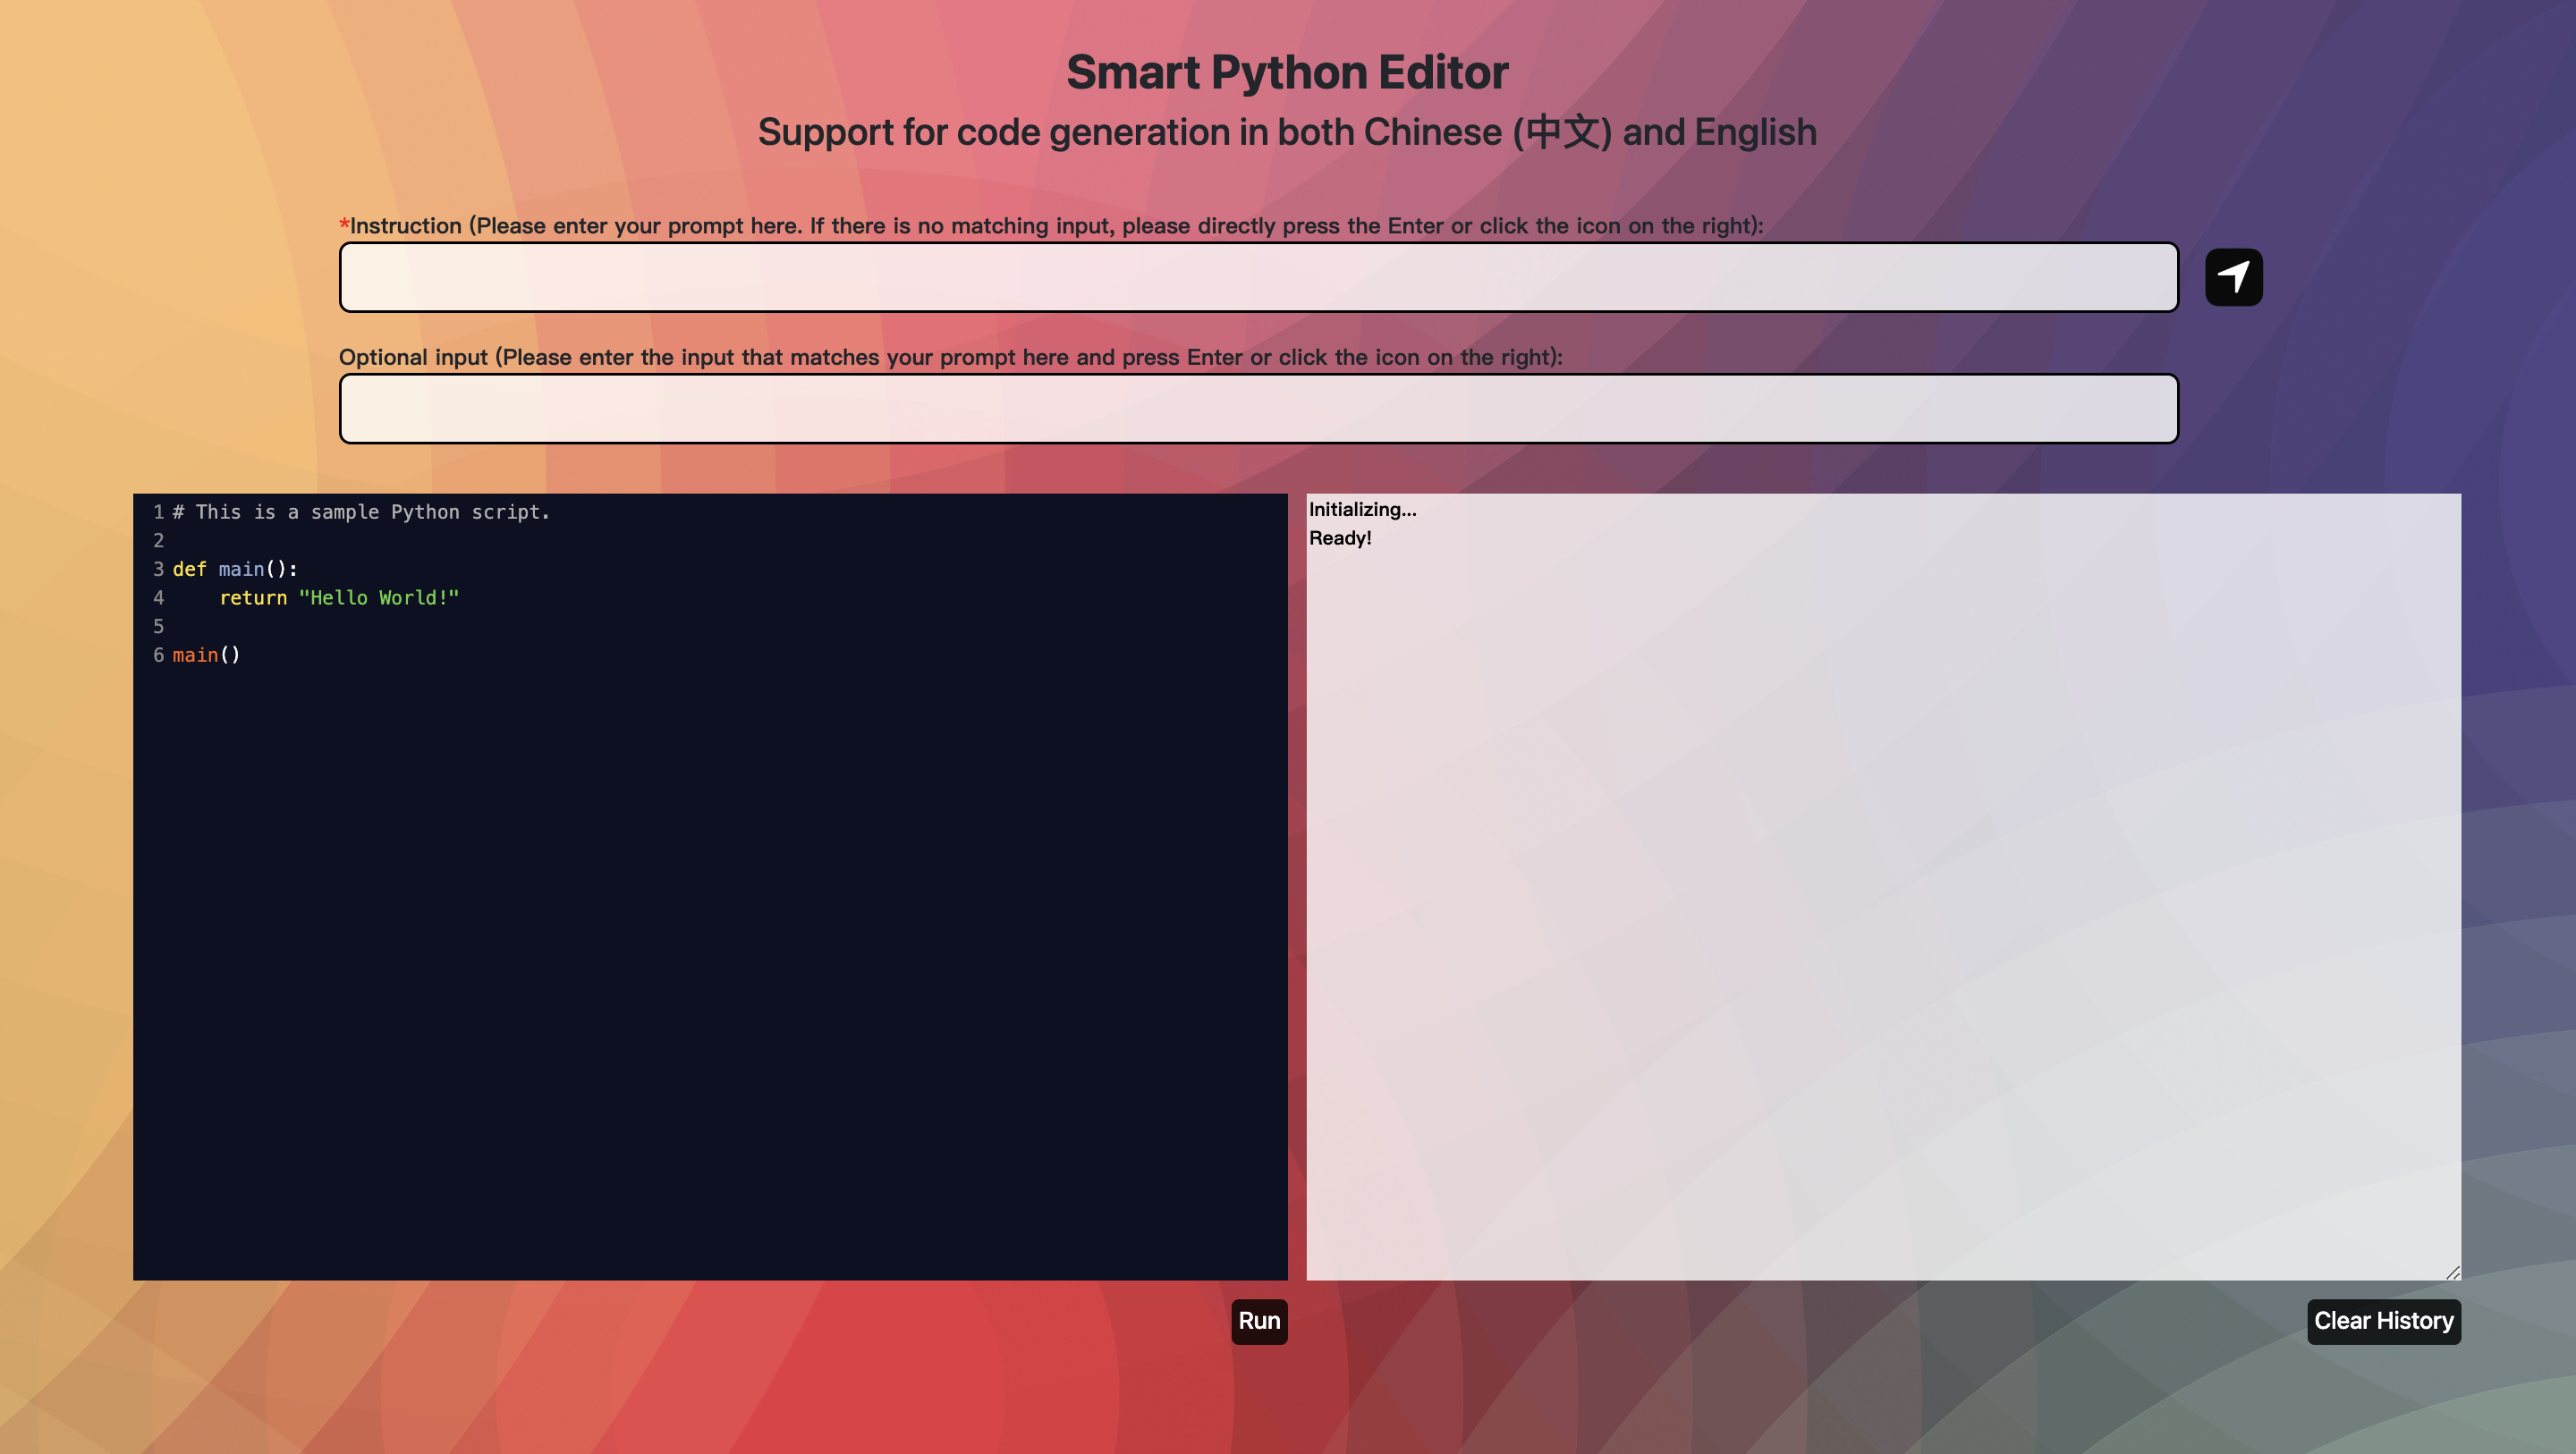 Smart Python Editor
Support for code generation in both Chinese (中文) and English
*Instruction (Please enter your prompt here. If there is no matching input, please directly press the Enter or click the icon on the right):
Optional input (Please enter the input that matches your prompt here and press Enter or click the icon on the right):
1 # This is a sample Python script.
2
3 def main():
4     return "Hello World!"
5
6 main()
Initializing...
Ready!
Run
Clear History